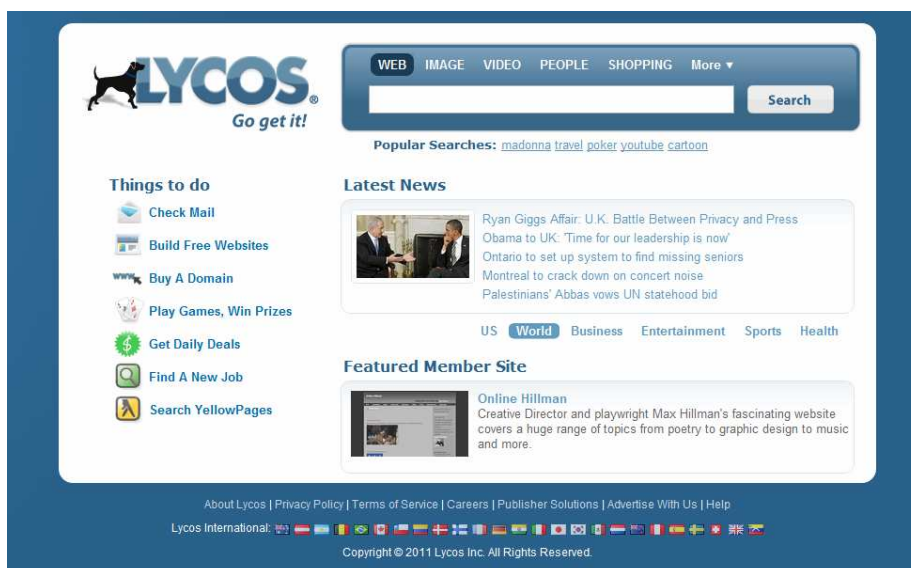 LYCOS®
Go get it!
WEB IMAGE VIDEO PEOPLE SHOPPING More ▾
Search
Popular Searches: madonna travel poker youtube cartoon
Things to do
Check Mail
Build Free Websites
WWW.
Buy A Domain
Play Games, Win Prizes
Get Daily Deals
Find A New Job
Search YellowPages
Latest News
Ryan Giggs Affair: U.K. Battle Between Privacy and Press
Obama to UK: 'Time for our leadership is now'
Ontario to set up system to find missing seniors
Montreal to crack down on concert noise
Palestinians' Abbas vows UN statehood bid
US World Business Entertainment Sports Health
Featured Member Site
Online Hillman
Creative Director and playwright Max Hillman's fascinating website
covers a huge range of topics from poetry to graphic design to music
and more.
About Lycos | Privacy Policy | Terms of Service | Careers | Publisher Solutions | Advertise With Us | Help
Lycos International:
Copyright © 2011 Lycos Inc. All Rights Reserved.